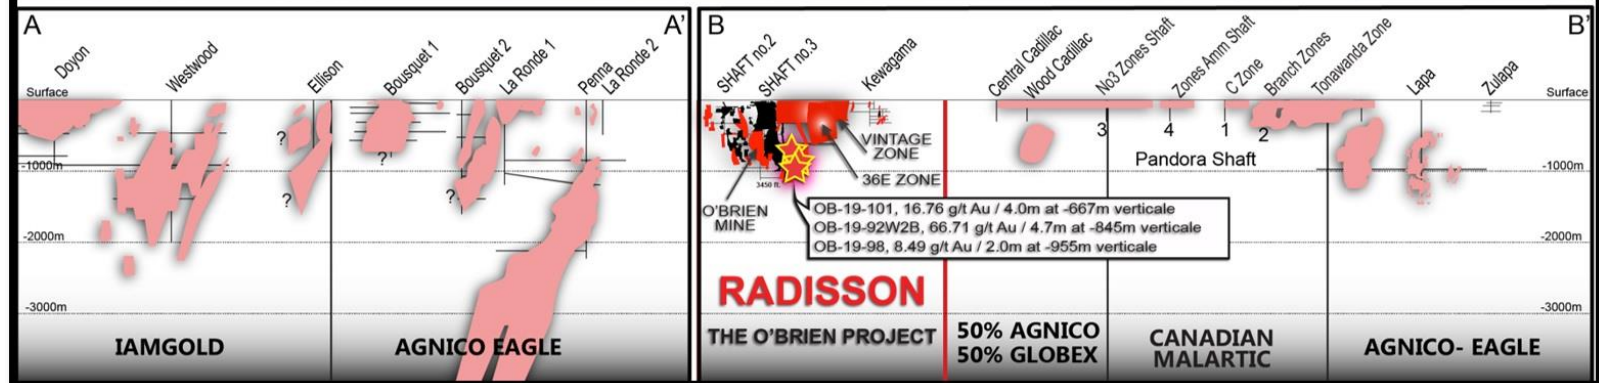 A
A'
Doyon
Westwood
Ellison
Bousquet 1
Bousquet 2
La Ronde 1
Penna
La Ronde 2
Surface
?
?
?
?
-1000m
-2000m
-3000m
IAMGOLD
AGNICO EAGLE
B
B'
SHAFT no.2
SHAFT no.3
Kewagama
Central Cadillac
Wood Cadillac
No3 Zones Shaft
Zones Amm Shaft
C Zone
Branch Zones
Tonawanda Zone
Lapa
Zulapa
Surface
3
4
1
2
Pandora Shaft
VINTAGE
ZONE
36E ZONE
3450 ft.
O'BRIEN
MINE
-1000m
OB-19-101, 16.76 g/t Au / 4.0m at -667m verticale
OB-19-92W2B, 66.71 g/t Au / 4.7m at -845m verticale
OB-19-98, 8.49 g/t Au / 2.0m at -955m verticale
-2000m
-3000m
RADISSON
THE O'BRIEN PROJECT
50% AGNICO
50% GLOBEX
CANADIAN
MALARTIC
AGNICO- EAGLE